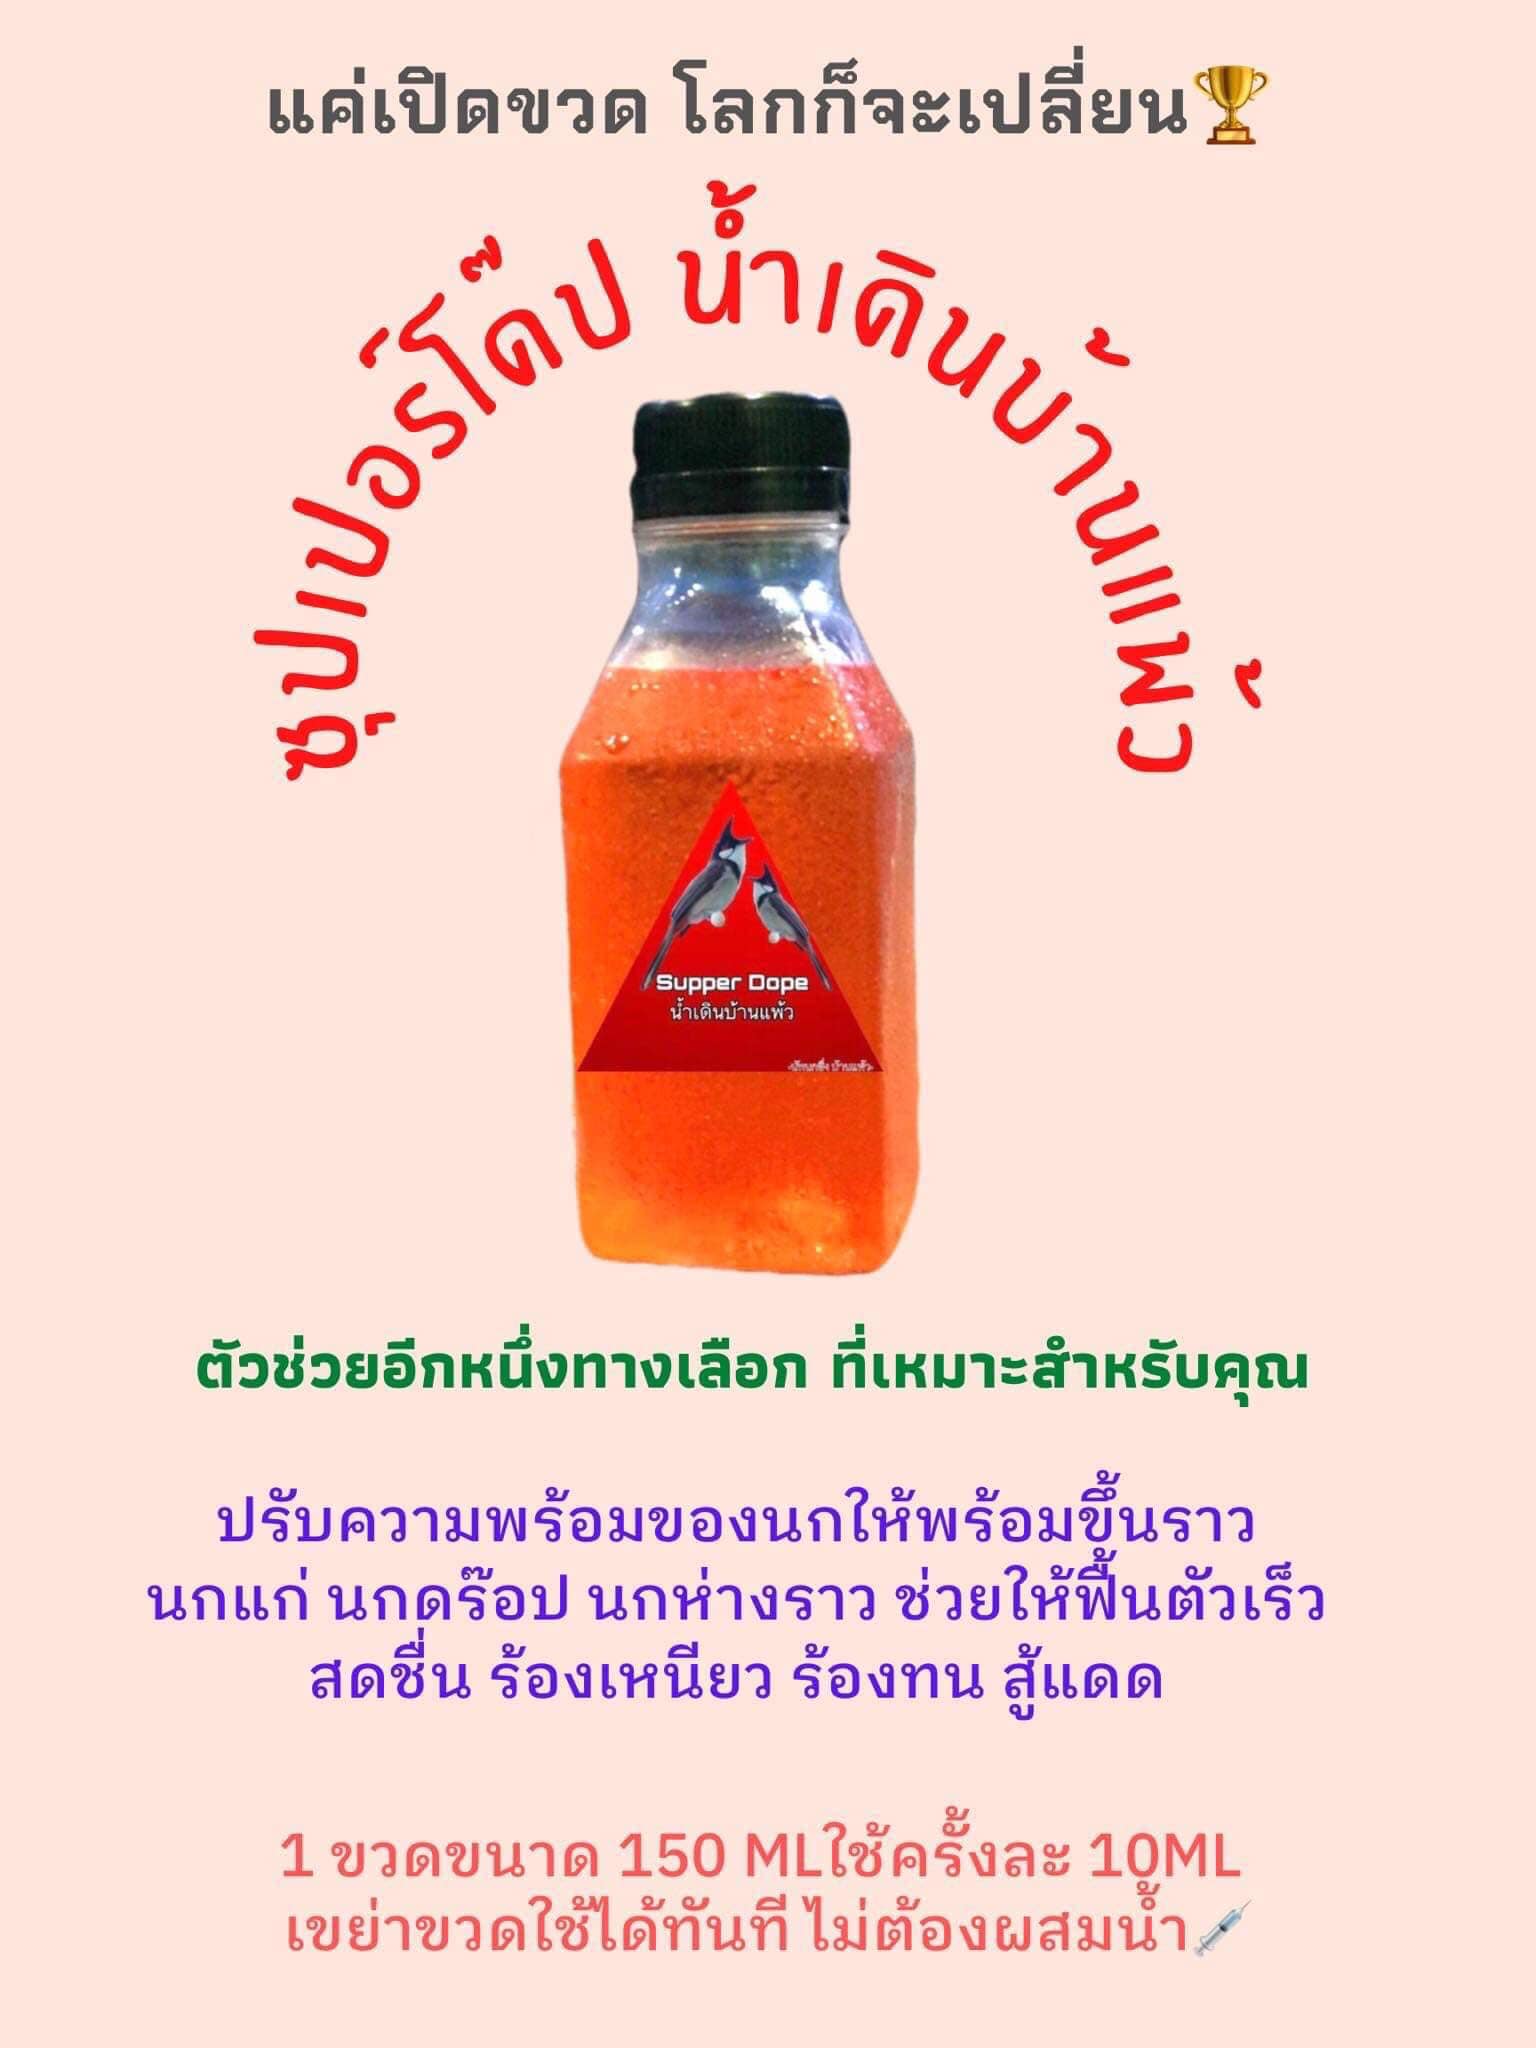 แค่เปิดขวด โลกก็จะเปลี่ยน🏆
ซุปเปอร์โด๊ป น้ำเดินบ้านแพ้ว
Supper Dope
น้ำเดินบ้านแพ้ว
ตัวช่วยอีกหนึ่งทางเลือก ที่เหมาะสำหรับคุณ
ปรับความพร้อมของนกให้พร้อมขึ้นราว
นกแก่ นกดร๊อป นกห่างราว ช่วยให้ฟื้นตัวเร็ว
สดชื่น ร้องเหนียว ร้องทน สู้แดด
1 ขวดขนาด 150 MLใช้ครั้งละ 10ML
เขย่าขวดใช้ได้ทันที ไม่ต้องผสมน้ำ💉